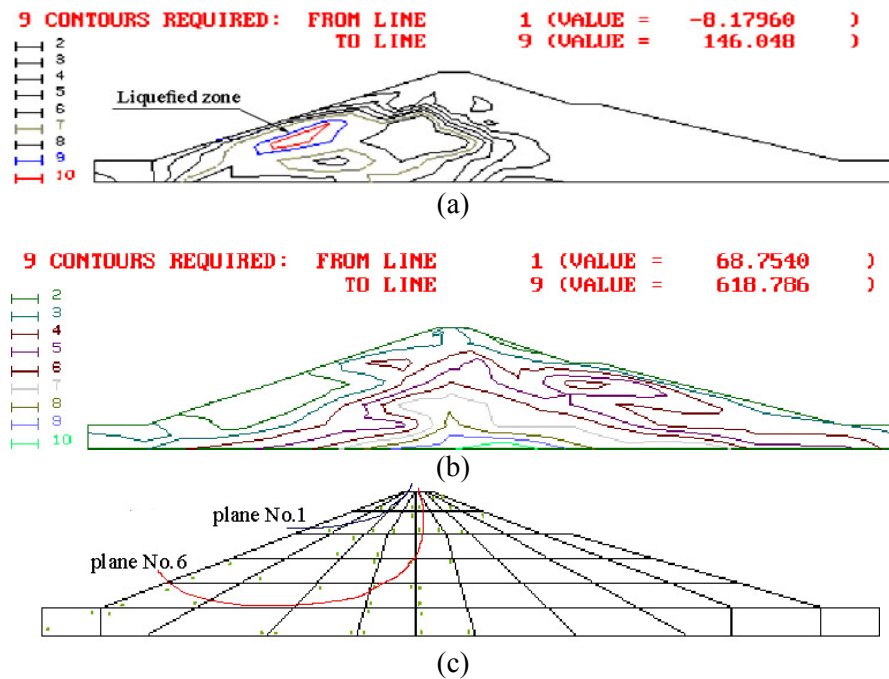 9 CONTOURS REQUIRED: FROM LINE 1 (VALUE = -8.17960 )
TO LINE 9 (VALUE = 146.048 )
2
3
4
5
6
7
8
9
10
Liquefied zone
(a)
9 CONTOURS REQUIRED: FROM LINE 1 (VALUE = 68.7540 )
TO LINE 9 (VALUE = 618.786 )
2
3
4
5
6
7
8
9
10
(b)
plane No.1
plane No.6
(c)